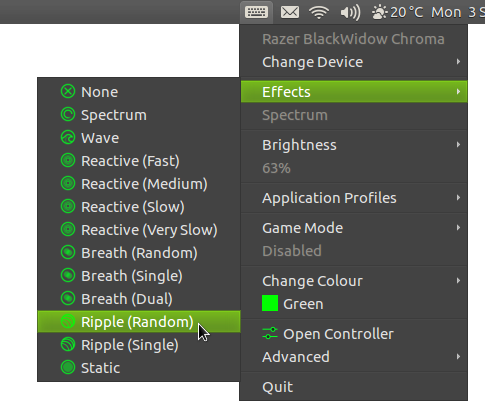 20 °C Mon 3 S
Razer BlackWidow Chroma
Change Device
Effects
Spectrum
Brightness
63%
Application Profiles
Game Mode
Disabled
Change Colour
Green
Open Controller
Advanced
Quit
None
Spectrum
Wave
Reactive (Fast)
Reactive (Medium)
Reactive (Slow)
Reactive (Very Slow)
Breath (Random)
Breath (Single)
Breath (Dual)
Ripple (Random)
Ripple (Single)
Static